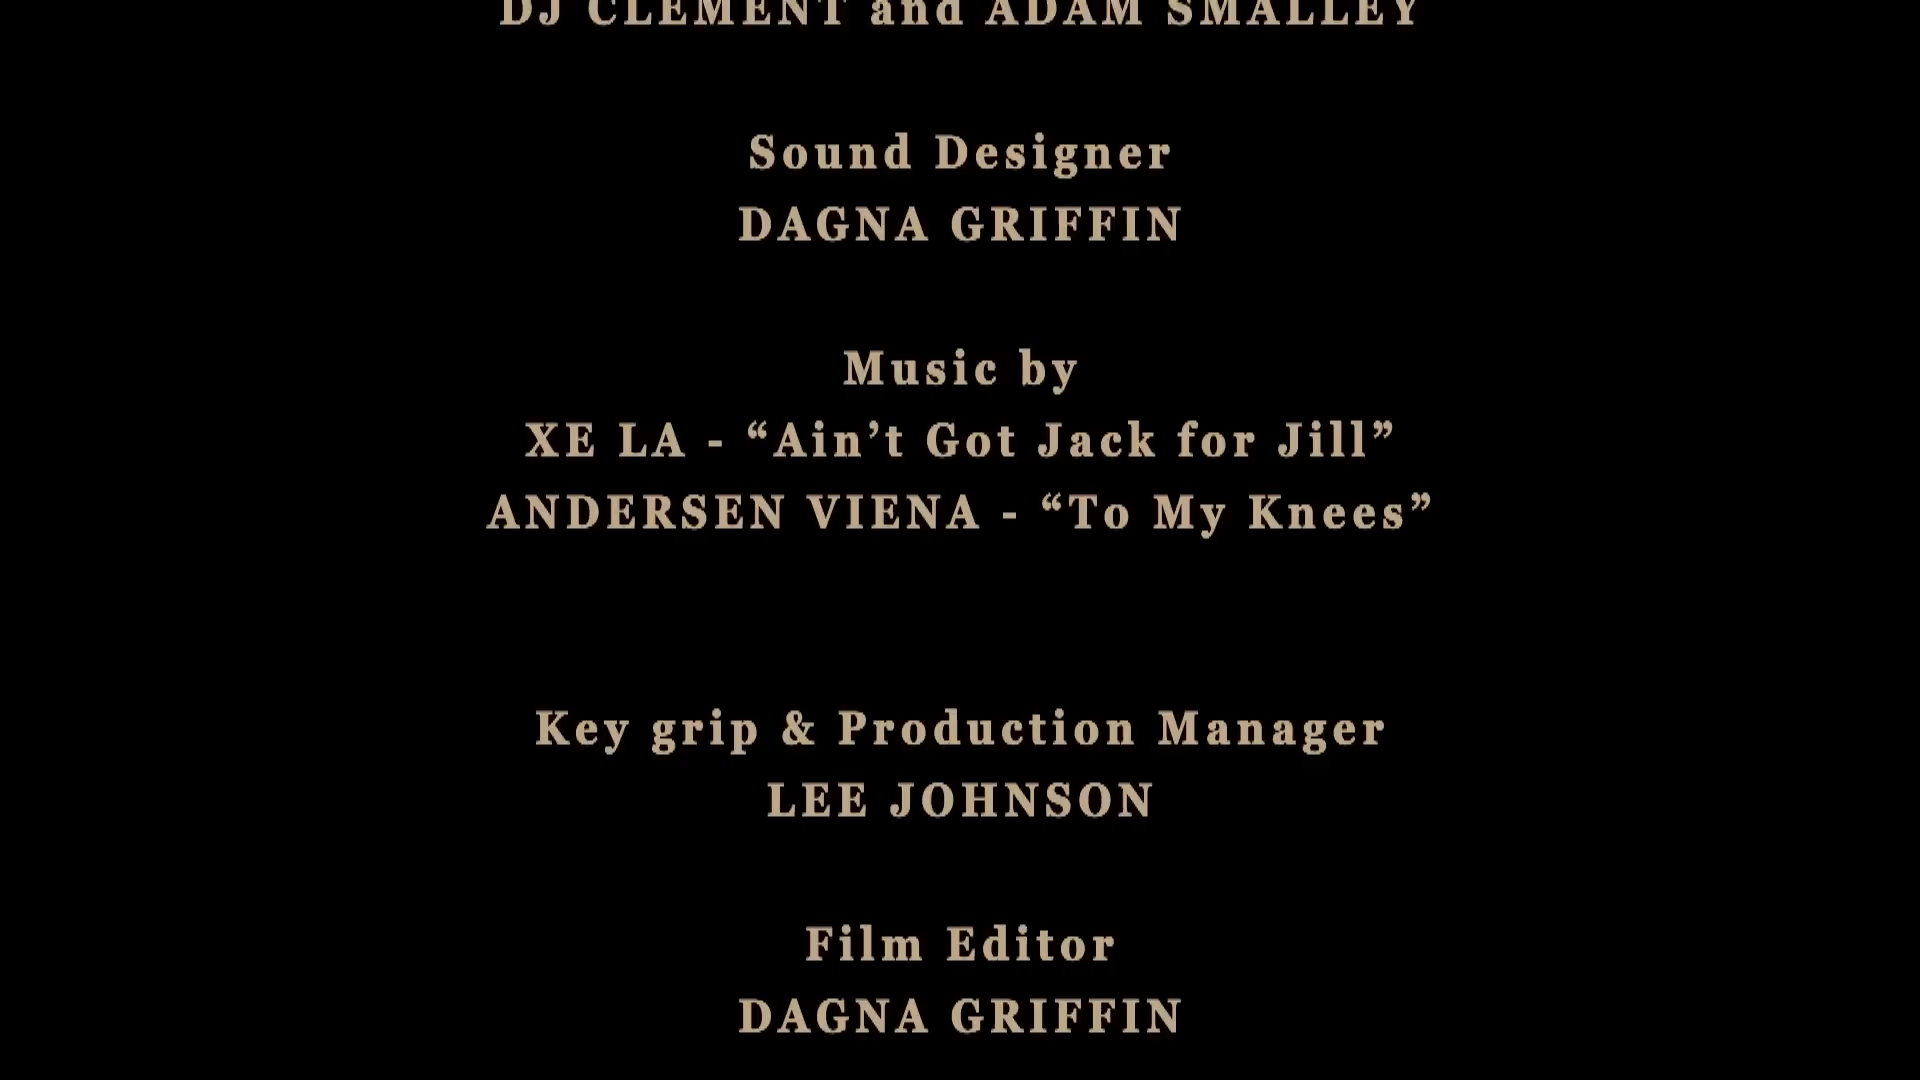 DJ CLEMENT and ADAM SMALLEY
Sound Designer
DAGNA GRIFFIN
Music by
XE LA - “Ain’t Got Jack for Jill”
ANDERSEN VIENA - “To My Knees”
Key grip & Production Manager
LEE JOHNSON
Film Editor
DAGNA GRIFFIN